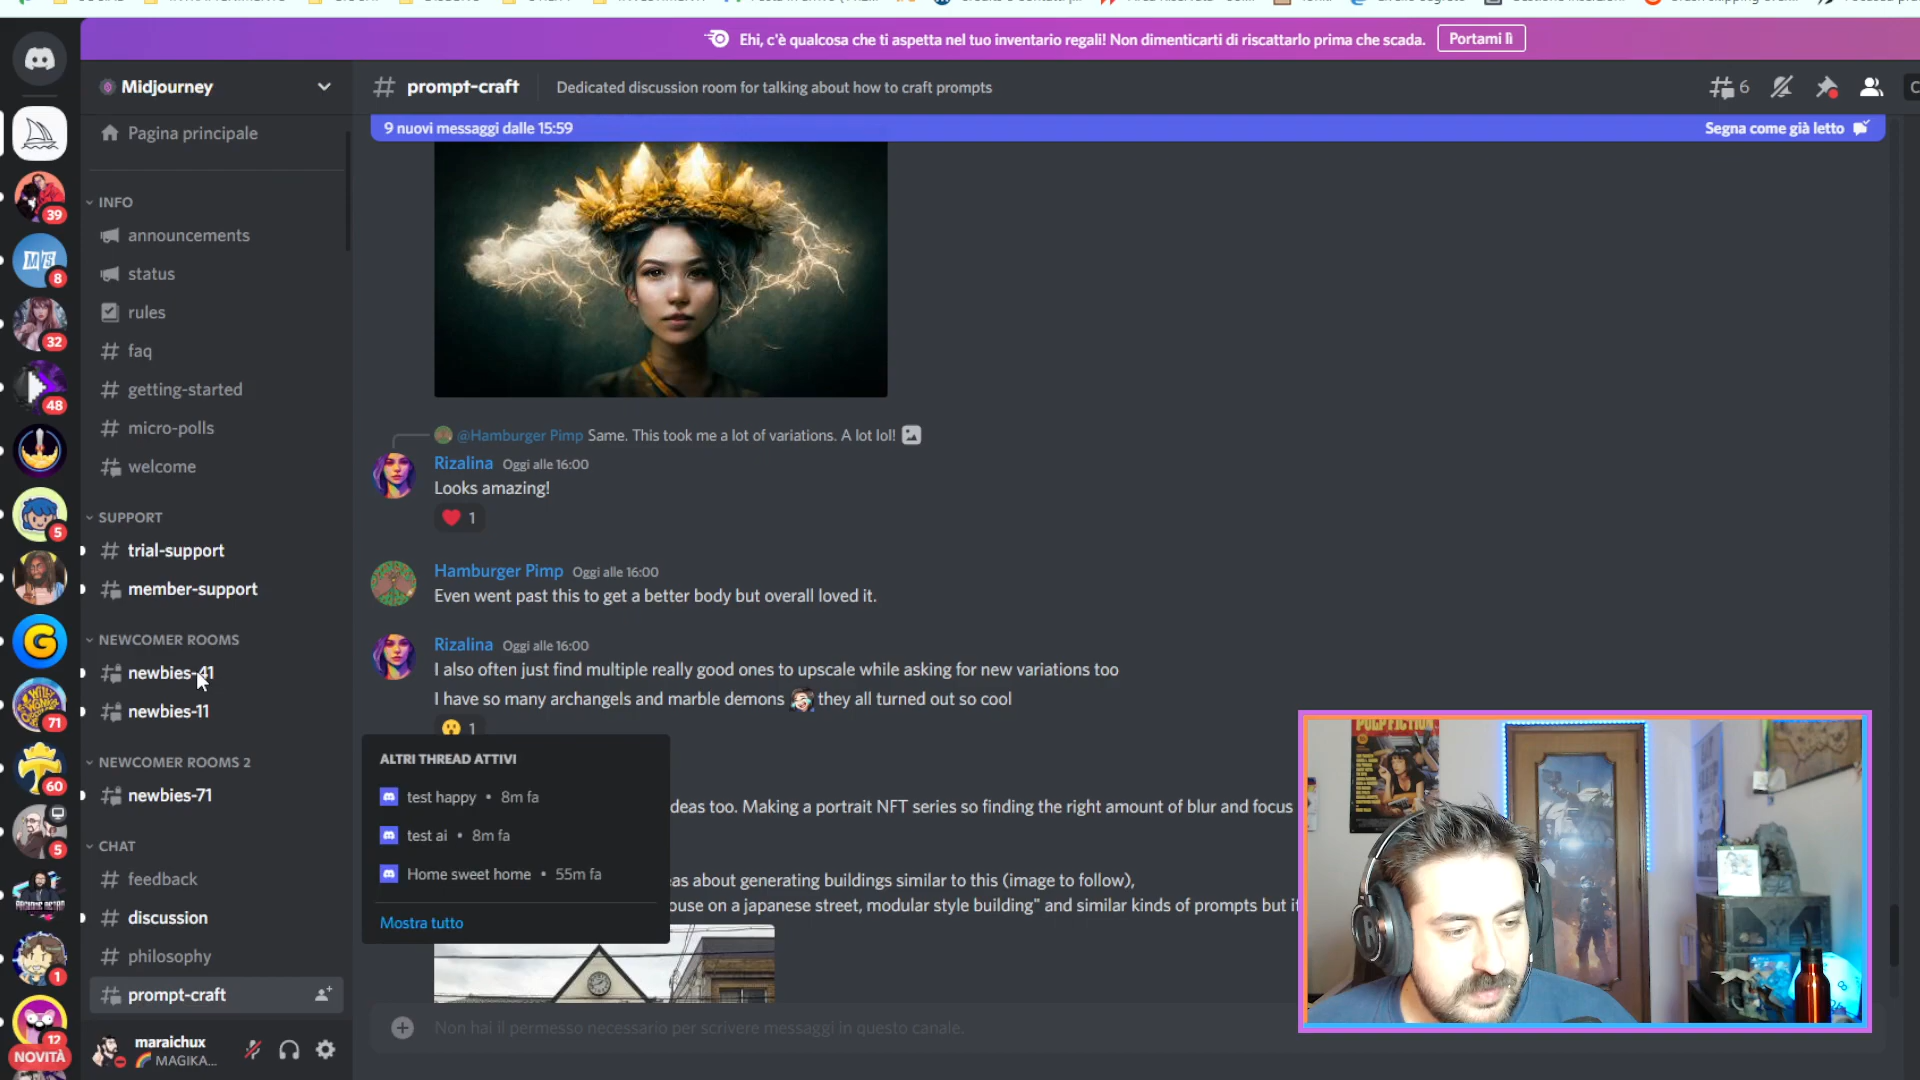 Ehi, c'è qualcosa che ti aspetta nel tuo inventario regali! Non dimenticarti di riscattarlo prima che scada.
Portami lì
Midjourney
prompt-craft
Dedicated discussion room for talking about how to craft prompts
6
9 nuovi messaggi dalle 15:59
Segna come già letto
Pagina principale
INFO
announcements
status
rules
faq
getting-started
micro-polls
welcome
SUPPORT
trial-support
member-support
NEWCOMER ROOMS
newbies-41
newbies-11
NEWCOMER ROOMS 2
newbies-71
CHAT
feedback
discussion
philosophy
prompt-craft
maraichux
MAGIKA...
39
8
32
48
5
71
60
5
1
12
NOVITÀ
@Hamburger Pimp Same. This took me a lot of variations. A lot lol!
Rizalina Oggi alle 16:00
Looks amazing!
1
Hamburger Pimp Oggi alle 16:00
Even went past this to get a better body but overall loved it.
Rizalina Oggi alle 16:00
I also often just find multiple really good ones to upscale while asking for new variations too
I have so many archangels and marble demons they all turned out so cool
1
ALTRI THREAD ATTIVI
test happy • 8m fa
test ai • 8m fa
Home sweet home • 55m fa
Mostra tutto
deas too. Making a portrait NFT series so finding the right amount of blur and focus
as about generating buildings similar to this (image to follow),
ouse on a japanese street, modular style building" and similar kinds of prompts but i
Non hai il permesso necessario per scrivere messaggi in questo canale.
PULP FICTION